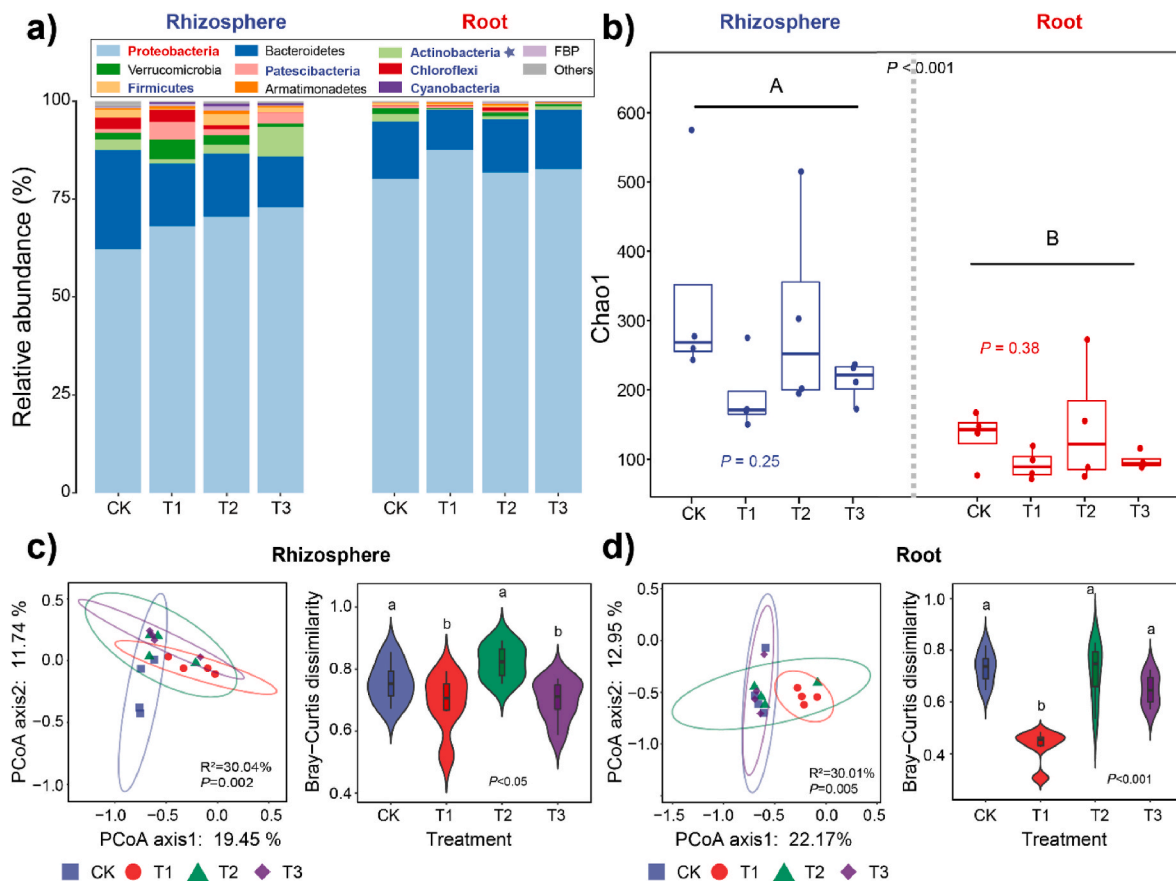 a)
Rhizosphere
Root
Proteobacteria
Bacteroidetes
Actinobacteria
FBP
Verrucomicrobia
Patescibacteria
Chloroflexi
Others
Firmicutes
Armatimonadetes
Cyanobacteria
Relative abundance (%)
100
75
50
25
0
CK T1 T2 T3
CK T1 T2 T3
b)
Rhizosphere
Root
P < 0.001
A
B
Chao1
600
500
400
300
200
100
P = 0.25
P = 0.38
CK T1 T2 T3
CK T1 T2 T3
c)
Rhizosphere
PCoA axis2: 11.74 %
0.5
0.0
−0.5
−1.0
R²=30.04%
P=0.002
−1.0 −0.5 0.0 0.5
PCoA axis1: 19.45 %
Bray−Curtis dissimilarity
1.0
0.8
0.6
0.4
a
b
a
b
P<0.05
CK T1 T2 T3
Treatment
CK T1 T2 T3
d)
Root
PCoA axis2: 12.95 %
0.5
0.0
−0.5
−1.0
R²=30.01%
P=0.005
−1.5 −1.0 −0.5 0.0 0.5
PCoA axis1: 22.17%
Bray−Curtis dissimilarity
1.0
0.8
0.6
0.4
a
b
a
a
P<0.001
CK T1 T2 T3
Treatment
CK T1 T2 T3